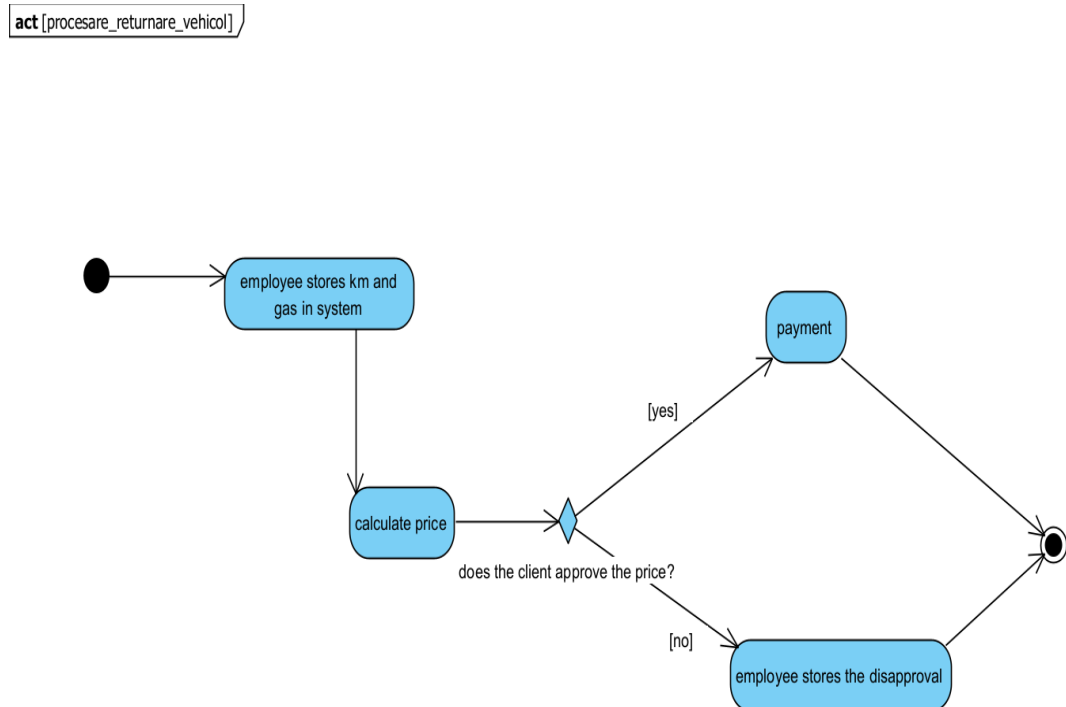 act [procesare_returnare_vehicol]
employee stores km and
gas in system
payment
[yes]
calculate price
does the client approve the price?
[no]
employee stores the disapproval